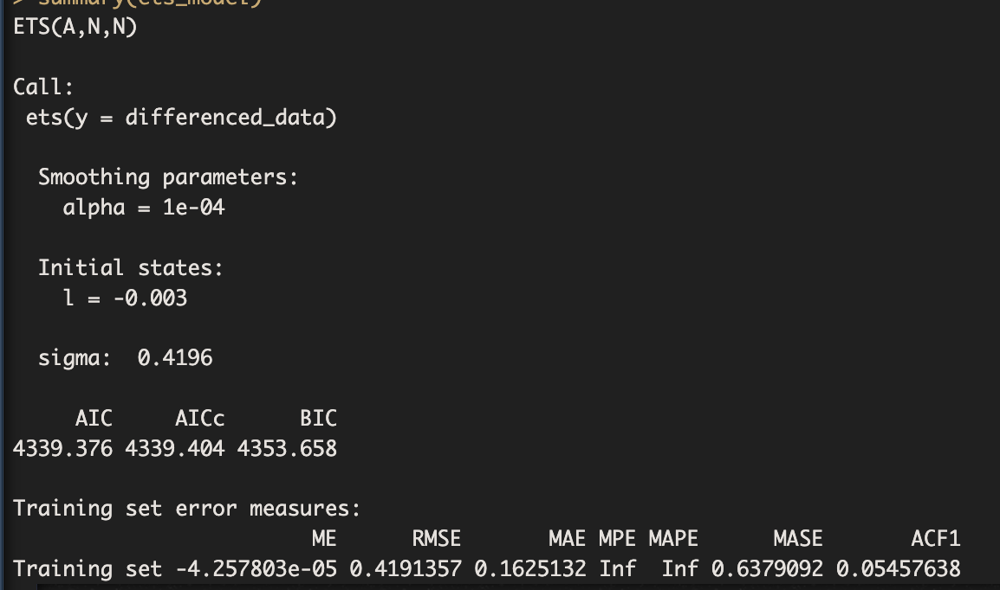 > summary(ets_model)
ETS(A,N,N)
Call:
ets(y = differenced_data)
Smoothing parameters:
alpha = 1e-04
Initial states:
l = -0.003
sigma: 0.4196
AIC AICc BIC
4339.376 4339.404 4353.658
Training set error measures:
ME RMSE MAE MPE MAPE MASE ACF1
Training set -4.257803e-05 0.4191357 0.1625132 Inf Inf 0.6379092 0.05457638